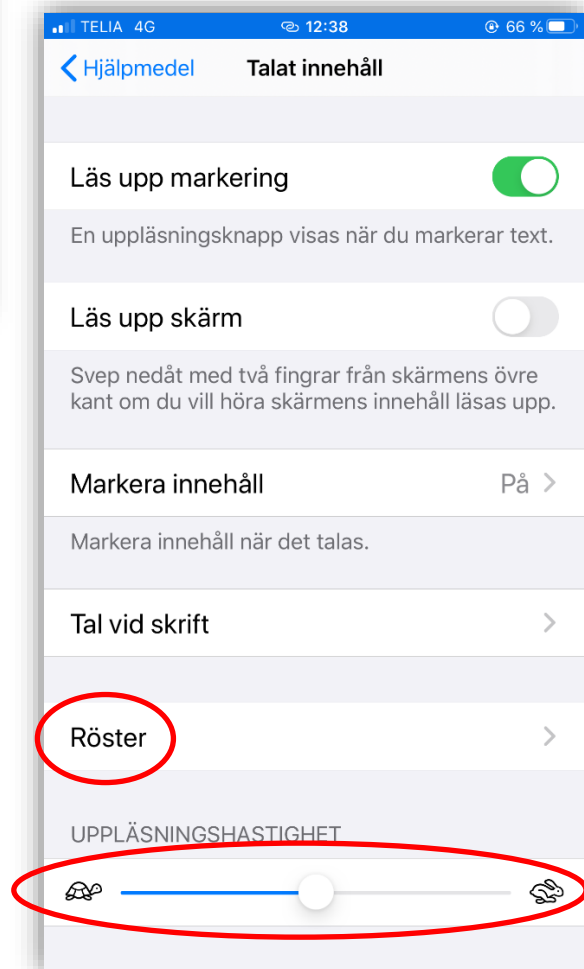 TELIA 4G 12:38 66 %
Hjälpmedel Talat innehåll
Läs upp markering
En uppläsningsknapp visas när du markerar text.
Läs upp skärm
Svep nedåt med två fingrar från skärmens övre
kant om du vill höra skärmens innehåll läsas upp.
Markera innehåll På
Markera innehåll när det talas.
Tal vid skrift
Röster
UPPLÄSNINGSHASTIGHET